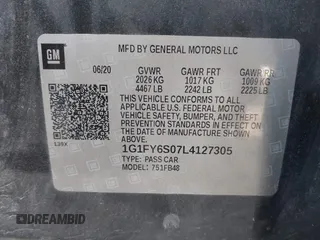 GM
MFD BY GENERAL MOTORS LLC
06/20 GVWR GAWR FRT GAWR RR
2026 KG 1017 KG 1009 KG
4467 LB 2242 LB 2225 LB
THIS VEHICLE CONFORMS TO ALL
APPLICABLE U.S. FEDERAL MOTOR
VEHICLE SAFETY, BUMPER, AND
THEFT PREVENTION STANDARDS
IN EFFECT ON THE DATE OF
MANUFACTURE SHOWN ABOVE.
1G1FY6S07L4127305
TYPE: PASS CAR
MODEL: 7S1FB48
DREAMBID